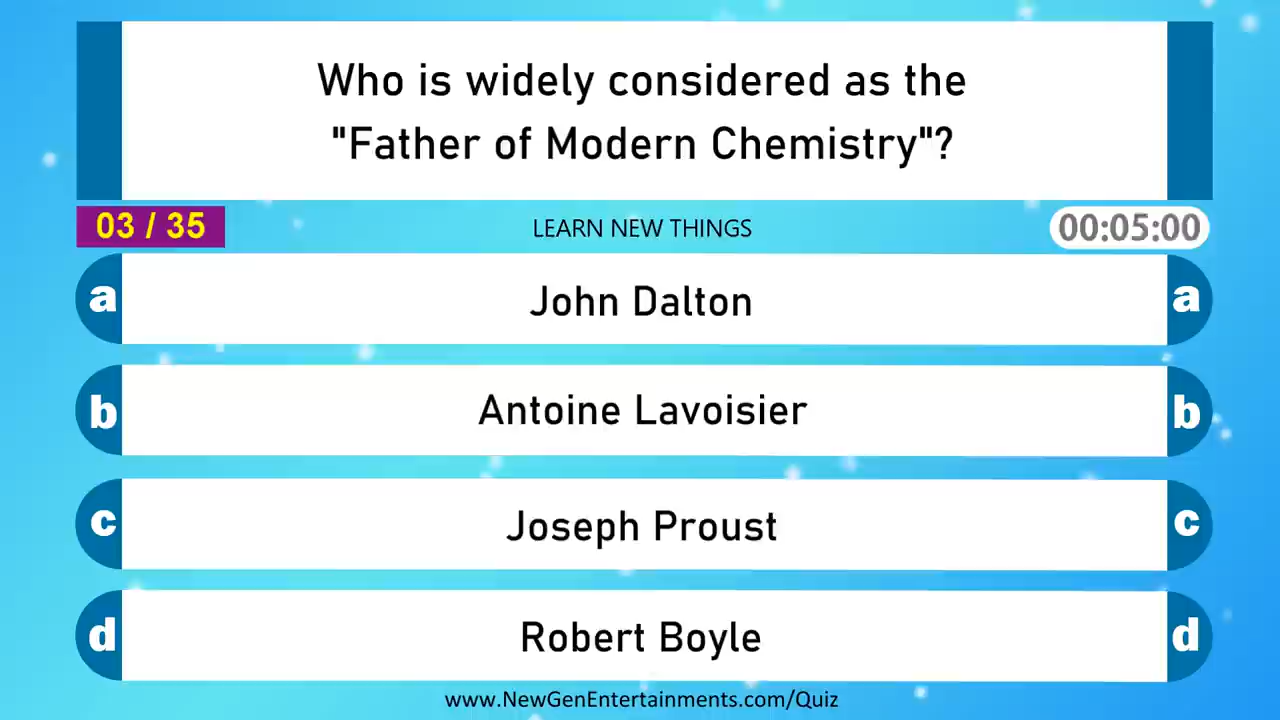 Who is widely considered as the
"Father of Modern Chemistry"?
03 / 35
LEARN NEW THINGS
00:05:00
a John Dalton a
b Antoine Lavoisier b
c Joseph Proust c
d Robert Boyle d
www.NewGenEntertainments.com/Quiz